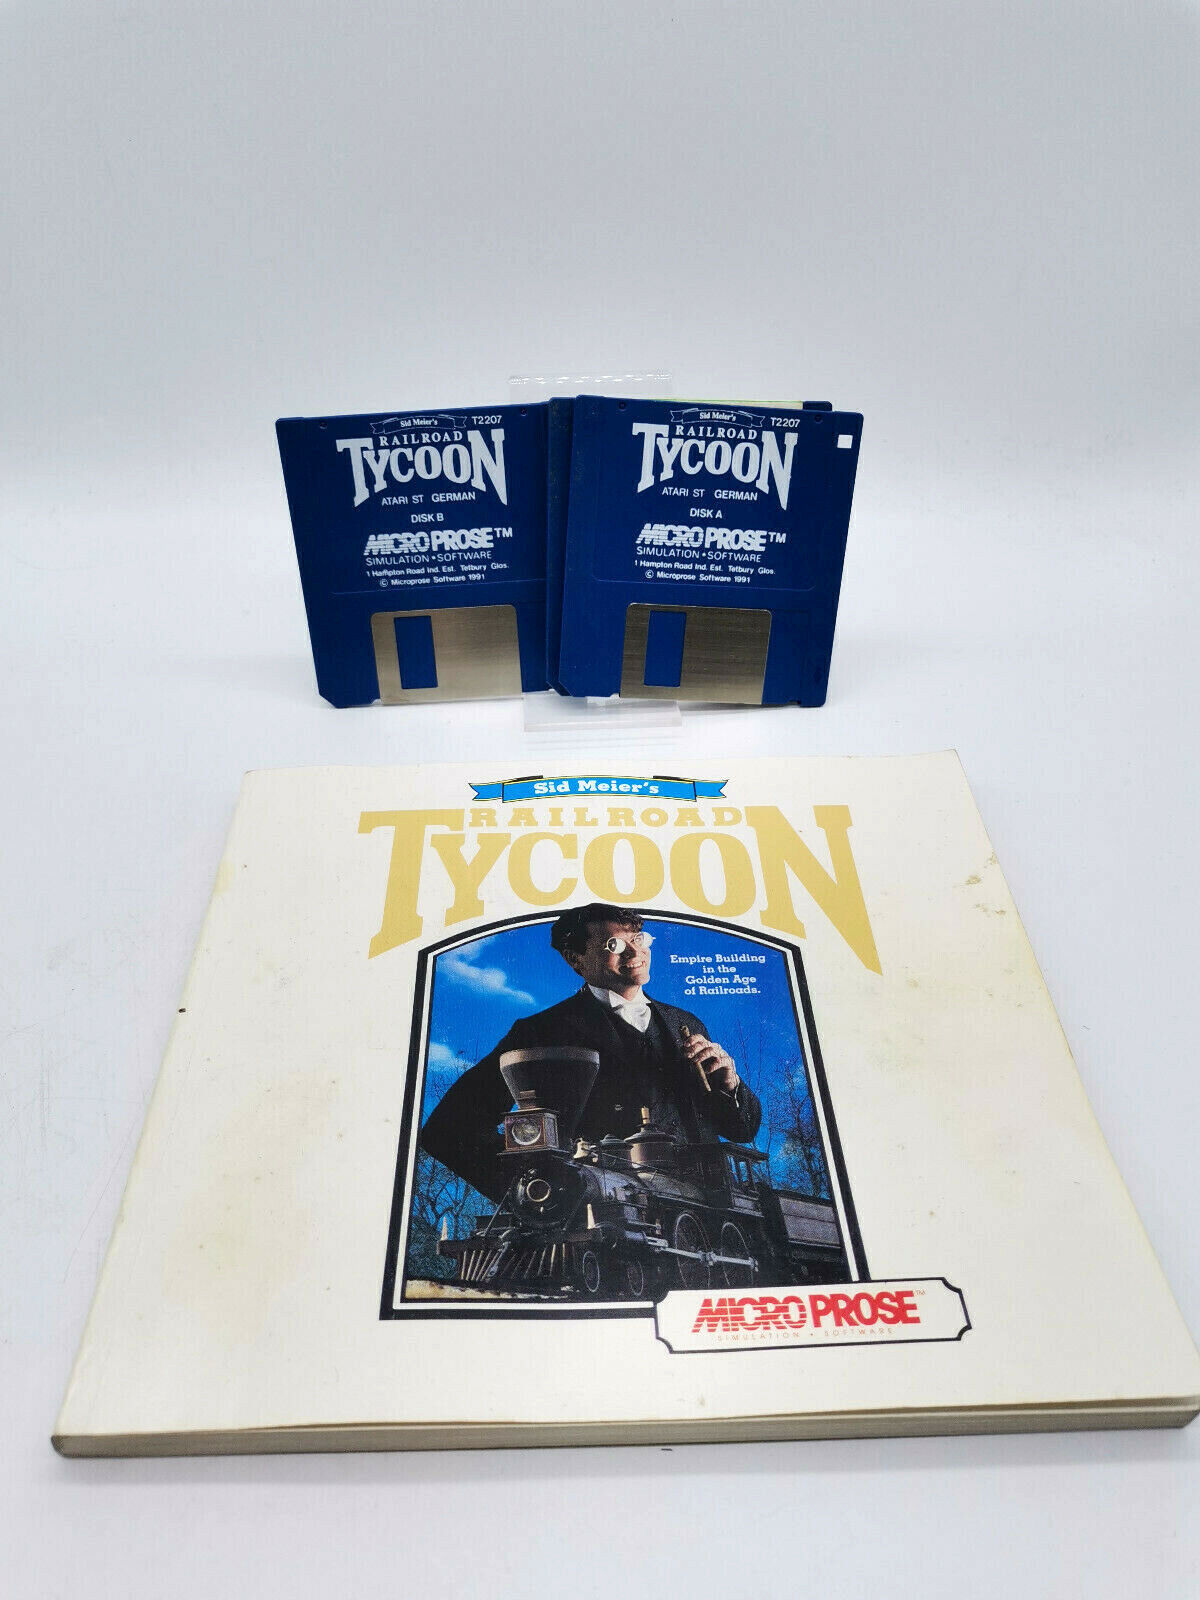 Sid Meier's T2207
RAILROAD
TYCOON
ATARI ST GERMAN
DISK B
MICROPROSE™
SIMULATION • SOFTWARE
1 Hampton Road Ind. Est. Tetbury Glos.
© Microprose Software 1991
Sid Meier's T2207
RAILROAD
TYCOON
ATARI ST GERMAN
DISK A
MICROPROSE™
SIMULATION • SOFTWARE
1 Hampton Road Ind. Est. Tetbury Glos.
© Microprose Software 1991
Sid Meier's
RAILROAD
TYCOON
Empire Building
in the
Golden Age
of Railroads.
MICROPROSE™
SIMULATION • SOFTWARE